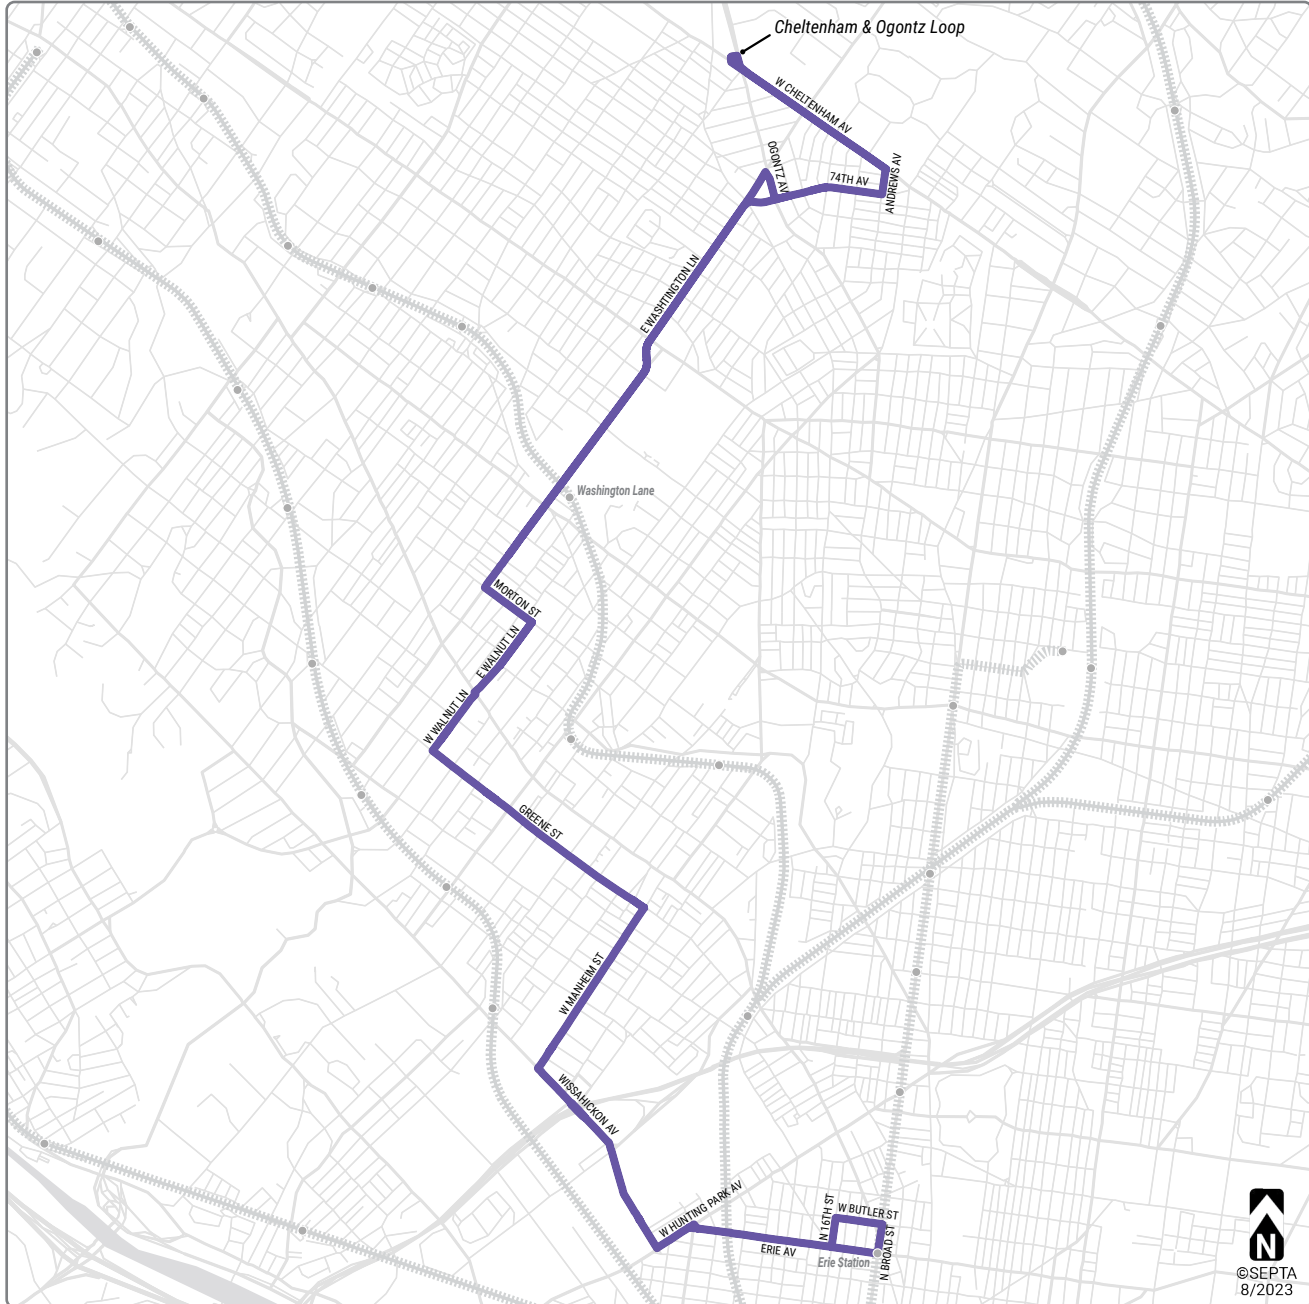 Cheltenham & Ogontz Loop
W CHELTENHAM AV
OGONTZ AV
74TH AV
ANDREWS AV
E WASHTINGTON LN
Washington Lane
MORTON ST
E WALNUT LN
W WALNUT LN
GREENE ST
W MANHEIM ST
WISSAHICKON AV
W HUNTING PARK AV
N 16TH ST
W BUTLER ST
ERIE AV
N BROAD ST
Erie Station
N
©SEPTA
8/2023